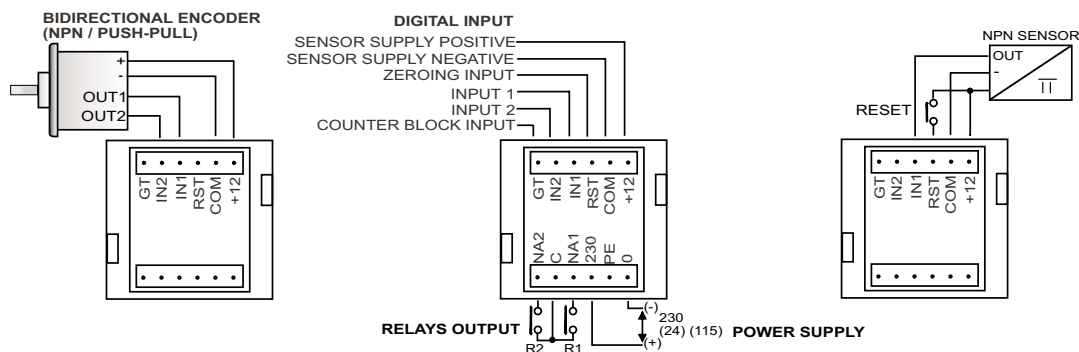 BIDIRECTIONAL ENCODER
(NPN / PUSH-PULL)
+
-
OUT1
OUT2
GT
IN2
IN1
RST
COM
+12
DIGITAL INPUT
SENSOR SUPPLY POSITIVE
SENSOR SUPPLY NEGATIVE
ZEROING INPUT
INPUT 1
INPUT 2
COUNTER BLOCK INPUT
GT
IN2
IN1
RST
COM
+12
NA2
C
NA1
230
PE
0
RELAYS OUTPUT
R2
R1
(-)
230
(24) (115)
(+)
POWER SUPPLY
NPN SENSOR
OUT
-
RESET
GT
IN2
IN1
RST
COM
+12